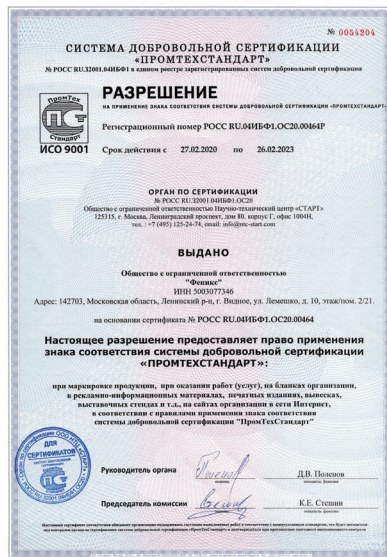 № 0054204
СИСТЕМА ДОБРОВОЛЬНОЙ СЕРТИФИКАЦИИ
«ПРОМТЕХСТАНДАРТ»
№ РОСС RU.32001.04ИБФ1 в едином реестре зарегистрированных систем добровольной сертификации
ПромТех
Стандарт
ИСО 9001
РАЗРЕШЕНИЕ
НА ПРИМЕНЕНИЕ ЗНАКА СООТВЕТСТВИЯ СИСТЕМЫ ДОБРОВОЛЬНОЙ СЕРТИФИКАЦИИ «ПРОМТЕХСТАНДАРТ»
Регистрационный номер РОСС RU.04ИБФ1.ОС20.00464Р
Срок действия с 27.02.2020 по 26.02.2023
ОРГАН ПО СЕРТИФИКАЦИИ
№ РОСС RU.32001.04ИБФ1.ОС20
Общество с ограниченной ответственностью Научно-технический центр «СТАРТ»
125315, г. Москва, Ленинградский проспект, дом 80, корпус Г, офис 1004Н,
тел. : +7 (495) 125-24-74, email: info@ntc-start.com
ВЫДАНО
Общество с ограниченной ответственностью
"Феникс"
ИНН 5003077346
Адрес: 142703, Московская область, Ленинский р-н, г. Видное, ул. Лемешко, д. 10, этаж/пом. 2/21.
на основании сертификата № РОСС RU.04ИБФ1.ОС20.00464
Настоящее разрешение предоставляет право применения
знака соответствия системы добровольной сертификации
«ПРОМТЕХСТАНДАРТ»:
при маркировке продукции, при оказании работ (услуг), на бланках организации,
в рекламно-информационных материалах, печатных изданиях, вывесках,
выставочных стендах и т.д., на сайтах организации в сети Интернет,
в соответствии с правилами применения знака соответствия
системы добровольной сертификации "ПромТехСтандарт"
ДЛЯ
СЕРТИФИКАТОВ
Руководитель органа
Д.В. Поленов
Председатель комиссии
К.Е. Стешин